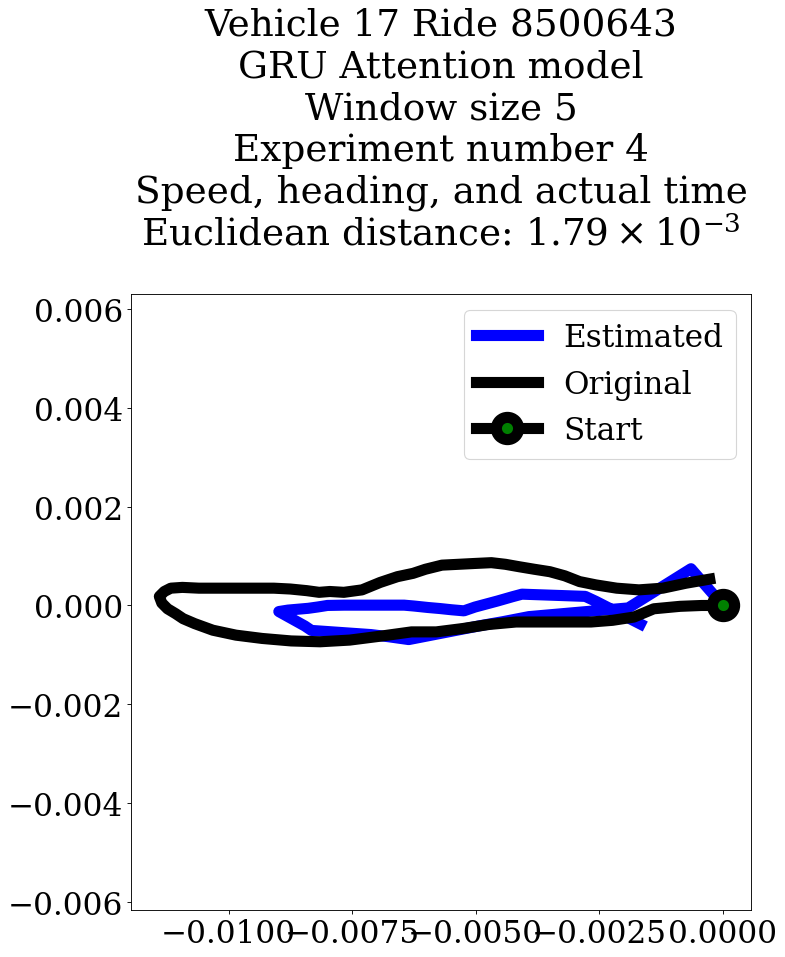 Vehicle 17 Ride 8500643
GRU Attention model
Window size 5
Experiment number 4
Speed, heading, and actual time
Euclidean distance: 1.79 × 10⁻³
Estimated
Original
Start
0.006
0.004
0.002
0.000
−0.002
−0.004
−0.006
−0.0100 −0.0075 −0.0050 −0.0025 0.0000